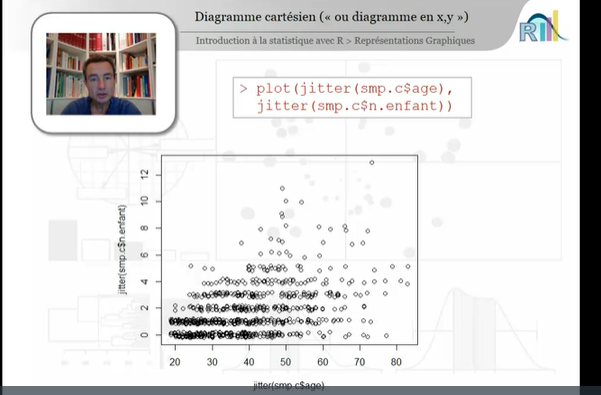 Diagramme cartésien (« ou diagramme en x,y »)
Introduction à la statistique avec R > Représentations Graphiques
> plot(jitter(smp.c$age),
jitter(smp.c$n.enfant))
jitter(smp.c$n.enfant)
12
10
8
6
4
2
0
20 30 40 50 60 70 80
jitter(smp.c$age)